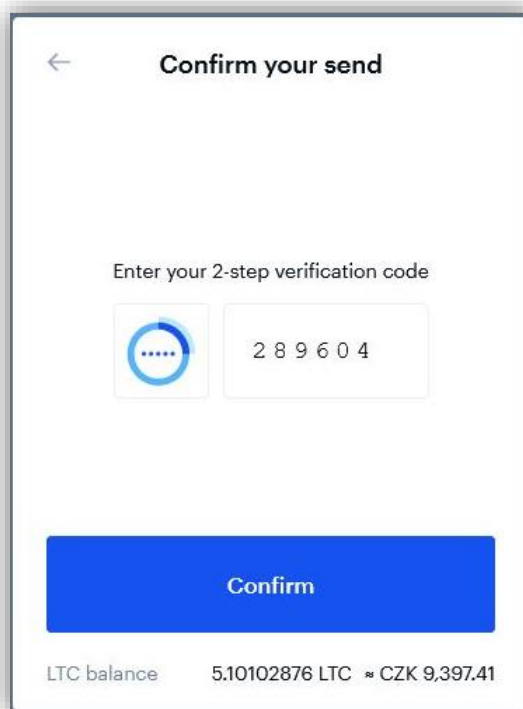 Confirm your send
Enter your 2-step verification code
289604
Confirm
LTC balance 5.10102876 LTC ≈ CZK 9,397.41